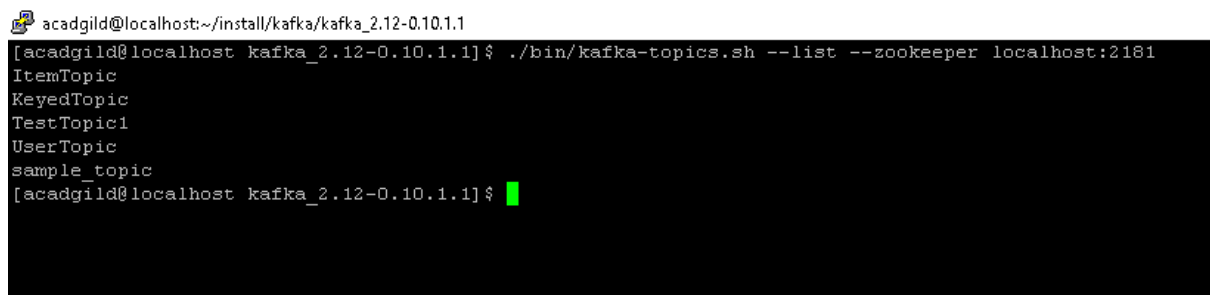 acadgild@localhost:~/install/kafka/kafka_2.12-0.10.1.1
[acadgild@localhost kafka_2.12-0.10.1.1]$ ./bin/kafka-topics.sh --list --zookeeper localhost:2181
ItemTopic
KeyedTopic
TestTopic1
UserTopic
sample_topic
[acadgild@localhost kafka_2.12-0.10.1.1]$